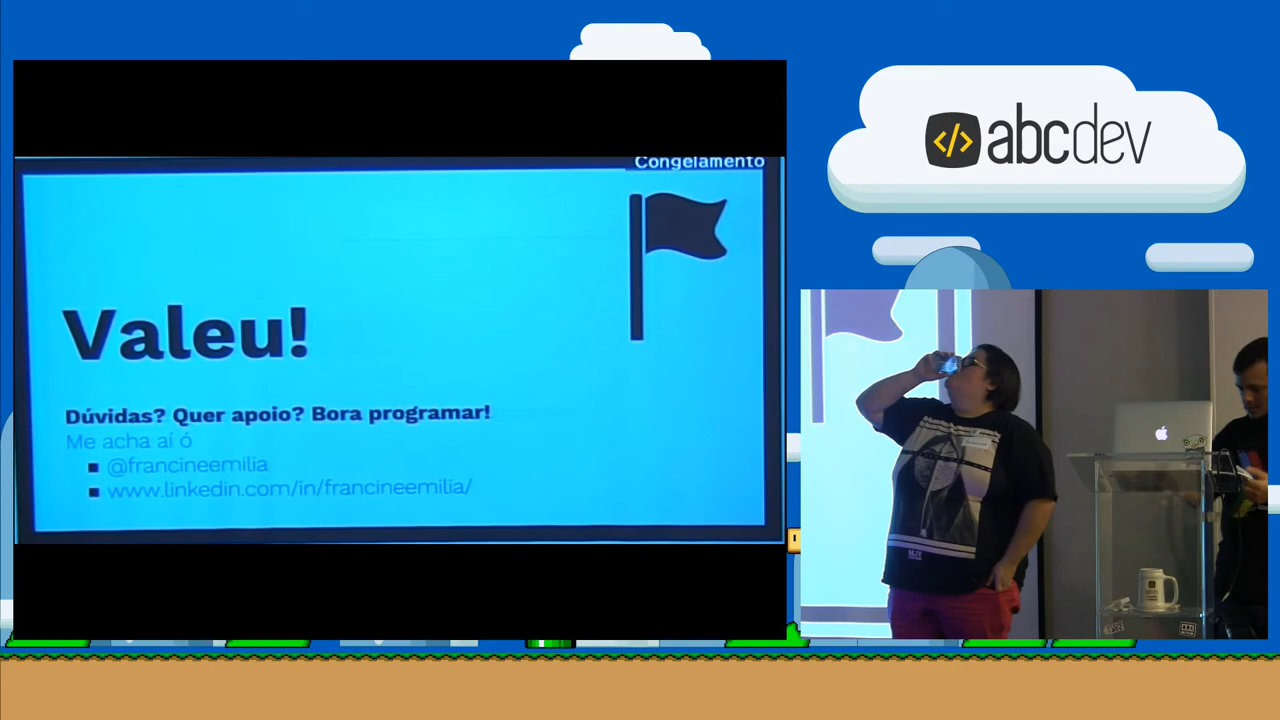 Congelamento
Valeu!
Dúvidas? Quer apoio? Bora programar!
Me acha aí ó
@francineemilia
www.linkedin.com/in/francineemilia/
</> abcdev